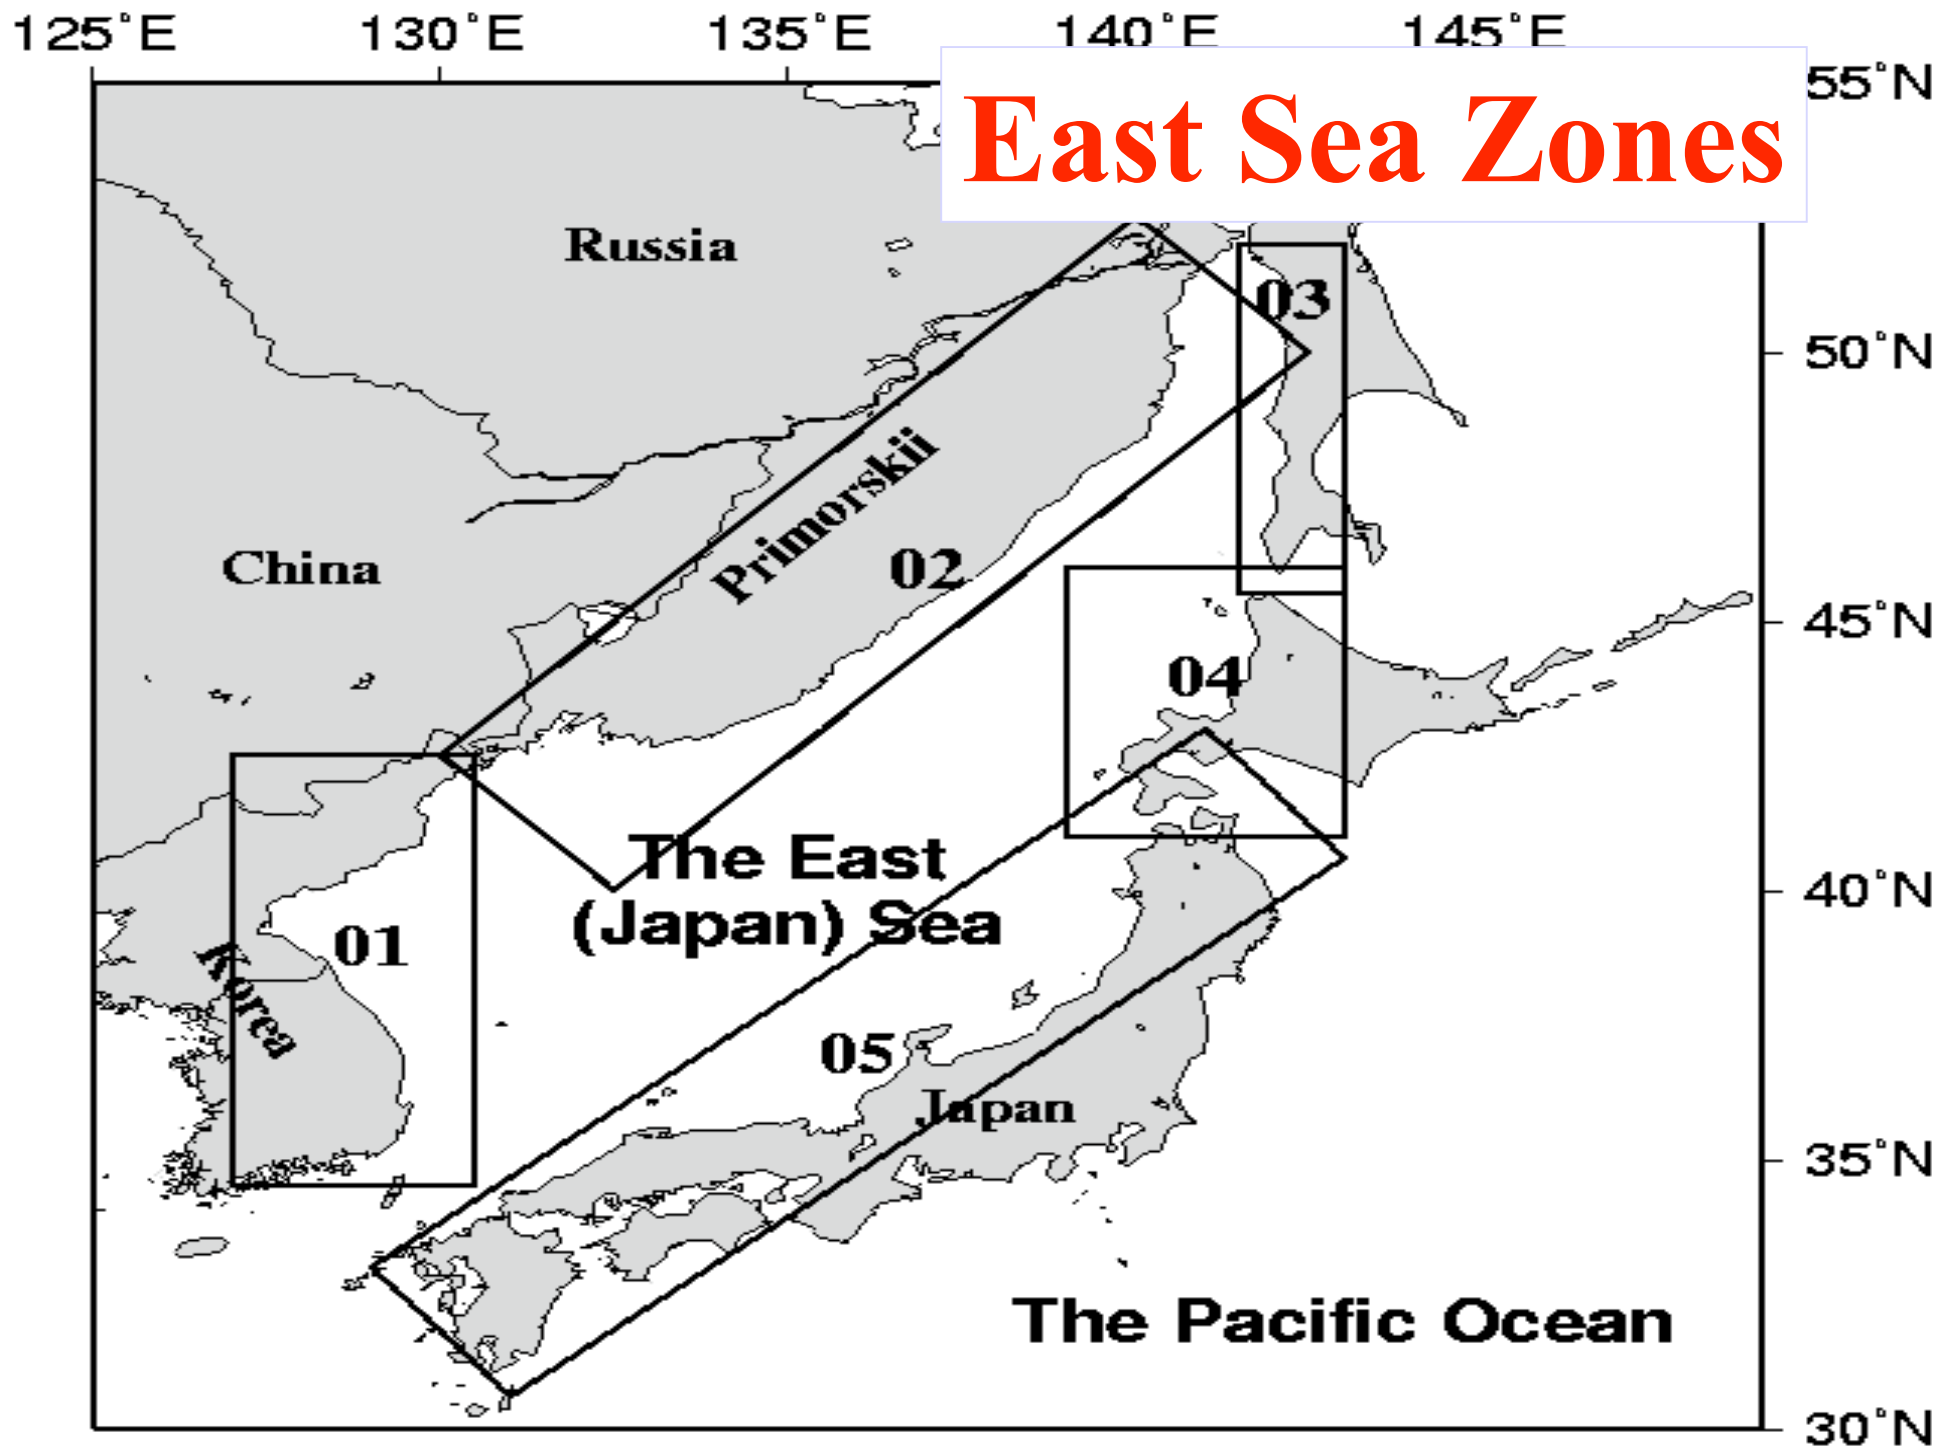 125°E 130°E 135°E 140°E 145°E
55°N
East Sea Zones
Russia
03
50°N
Primorskii
02
China
45°N
04
The East
(Japan) Sea
40°N
01
Korea
05
Japan
35°N
The Pacific Ocean
30°N